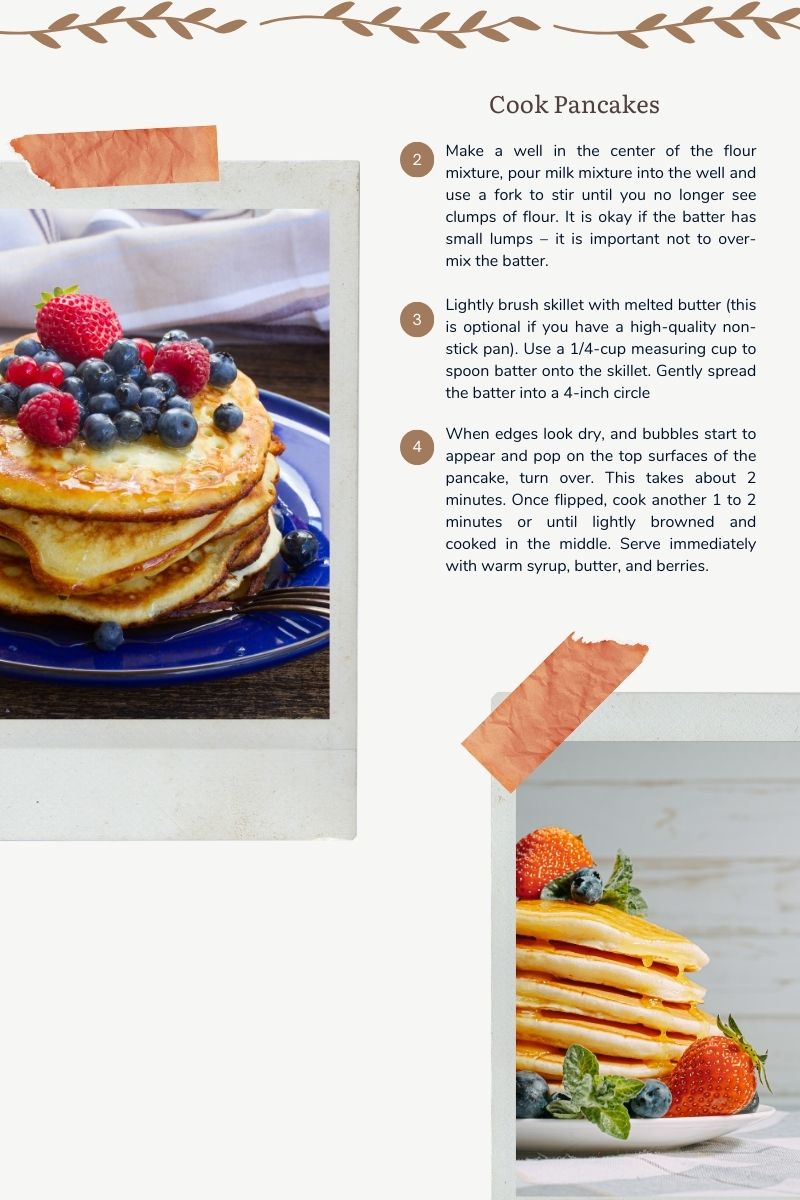 Cook Pancakes
2
Make a well in the center of the flour
mixture, pour milk mixture into the well and
use a fork to stir until you no longer see
clumps of flour. It is okay if the batter has
small lumps – it is important not to over-
mix the batter.
3
Lightly brush skillet with melted butter (this
is optional if you have a high-quality non-
stick pan). Use a 1/4-cup measuring cup to
spoon batter onto the skillet. Gently spread
the batter into a 4-inch circle
4
When edges look dry, and bubbles start to
appear and pop on the top surfaces of the
pancake, turn over. This takes about 2
minutes. Once flipped, cook another 1 to 2
minutes or until lightly browned and
cooked in the middle. Serve immediately
with warm syrup, butter, and berries.